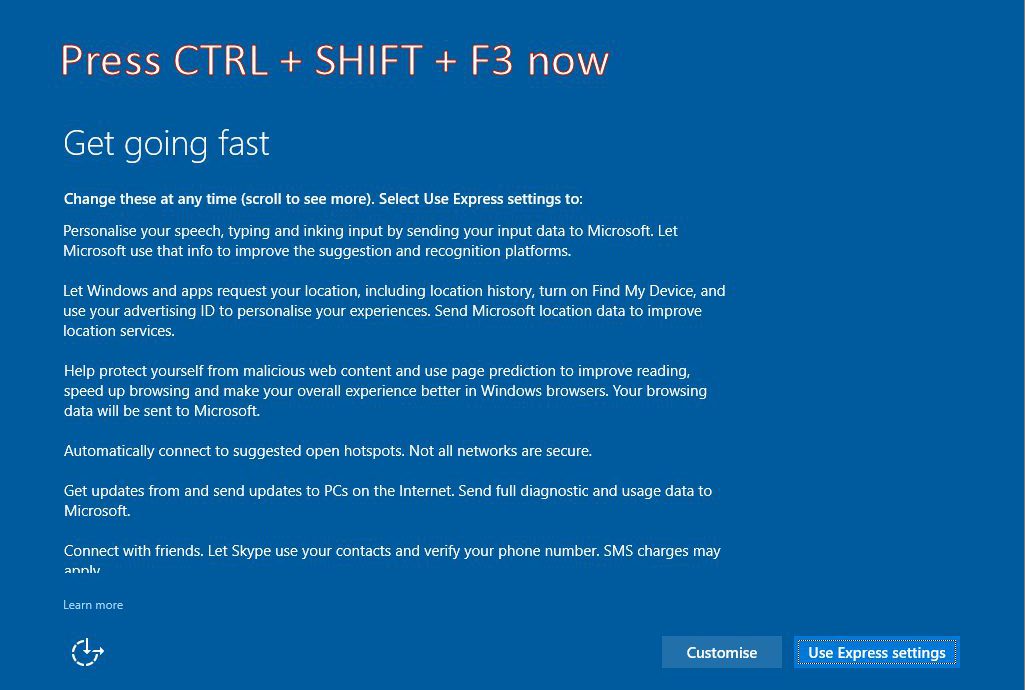 Press CTRL + SHIFT + F3 now
Get going fast
Change these at any time (scroll to see more). Select Use Express settings to:
Personalise your speech, typing and inking input by sending your input data to Microsoft. Let
Microsoft use that info to improve the suggestion and recognition platforms.
Let Windows and apps request your location, including location history, turn on Find My Device, and
use your advertising ID to personalise your experiences. Send Microsoft location data to improve
location services.
Help protect yourself from malicious web content and use page prediction to improve reading,
speed up browsing and make your overall experience better in Windows browsers. Your browsing
data will be sent to Microsoft.
Automatically connect to suggested open hotspots. Not all networks are secure.
Get updates from and send updates to PCs on the Internet. Send full diagnostic and usage data to
Microsoft.
Connect with friends. Let Skype use your contacts and verify your phone number. SMS charges may
apply.
Learn more
Customise
Use Express settings